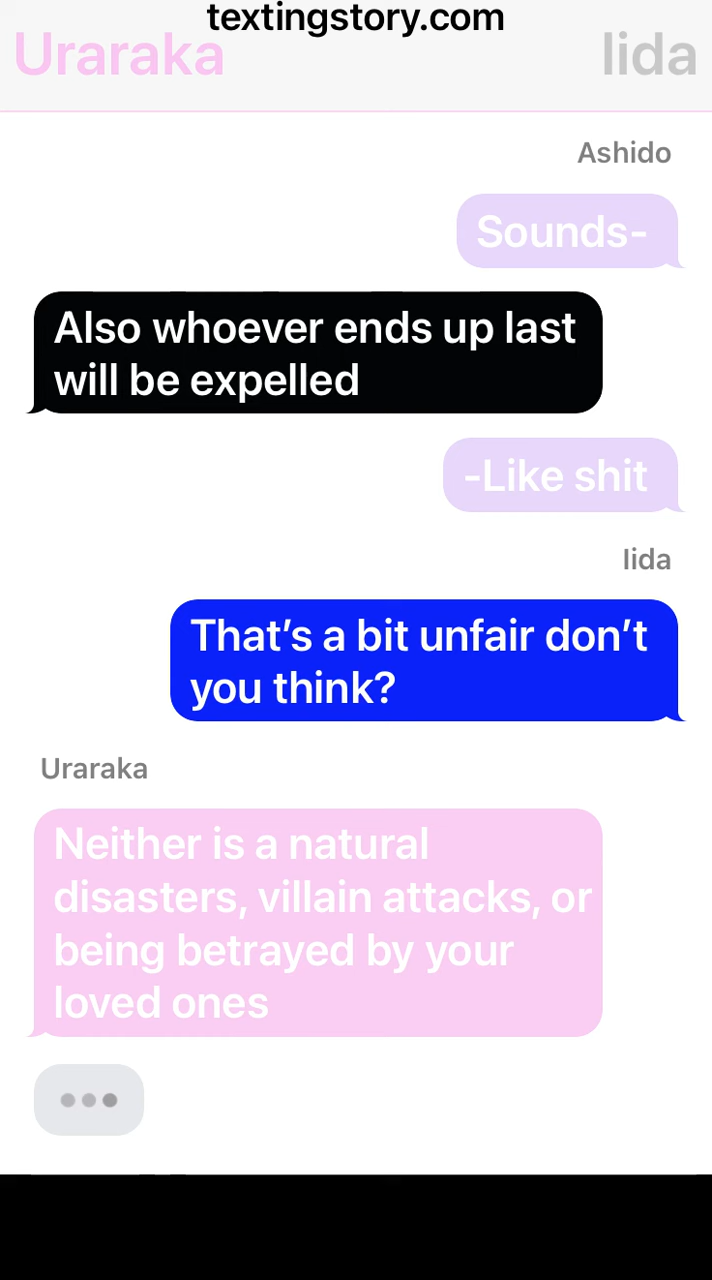 textingstory.com
Uraraka
Iida
Ashido
Sounds-
Also whoever ends up last
will be expelled
-Like shit
Iida
That’s a bit unfair don’t
you think?
Uraraka
Neither is a natural
disasters, villain attacks, or
being betrayed by your
loved ones